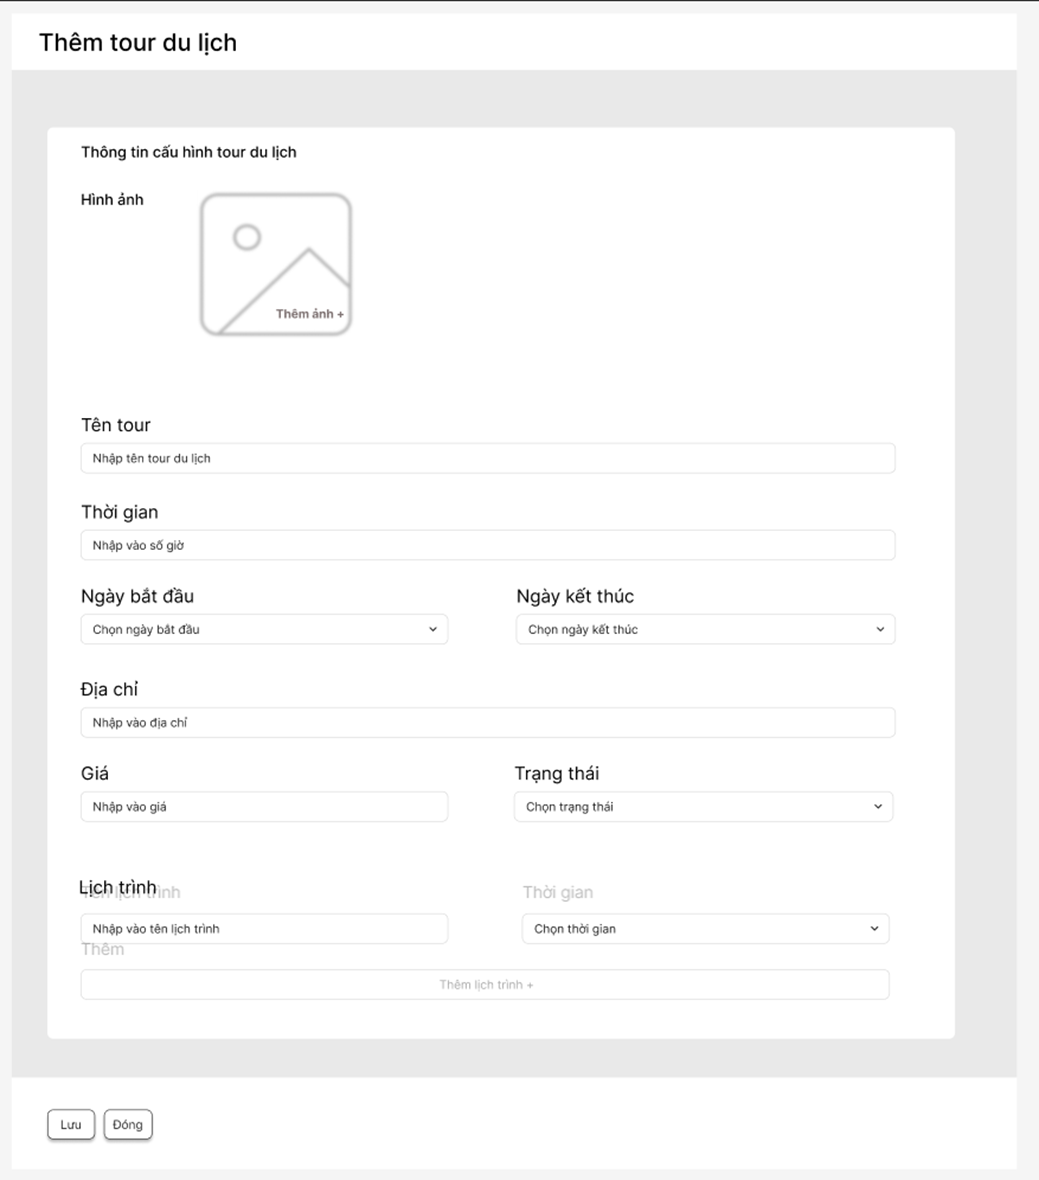 Thêm tour du lịch
Thông tin cấu hình tour du lịch
Hình ảnh
Thêm ảnh +
Tên tour
Nhập tên tour du lịch
Thời gian
Nhập vào số giờ
Ngày bắt đầu
Ngày kết thúc
Chọn ngày bắt đầu
Chọn ngày kết thúc
Địa chỉ
Nhập vào địa chỉ
Giá
Trạng thái
Nhập vào giá
Chọn trạng thái
Lịch trình
Tên lịch trình
Thời gian
Nhập vào tên lịch trình
Chọn thời gian
Thêm
Thêm lịch trình +
Lưu
Đóng